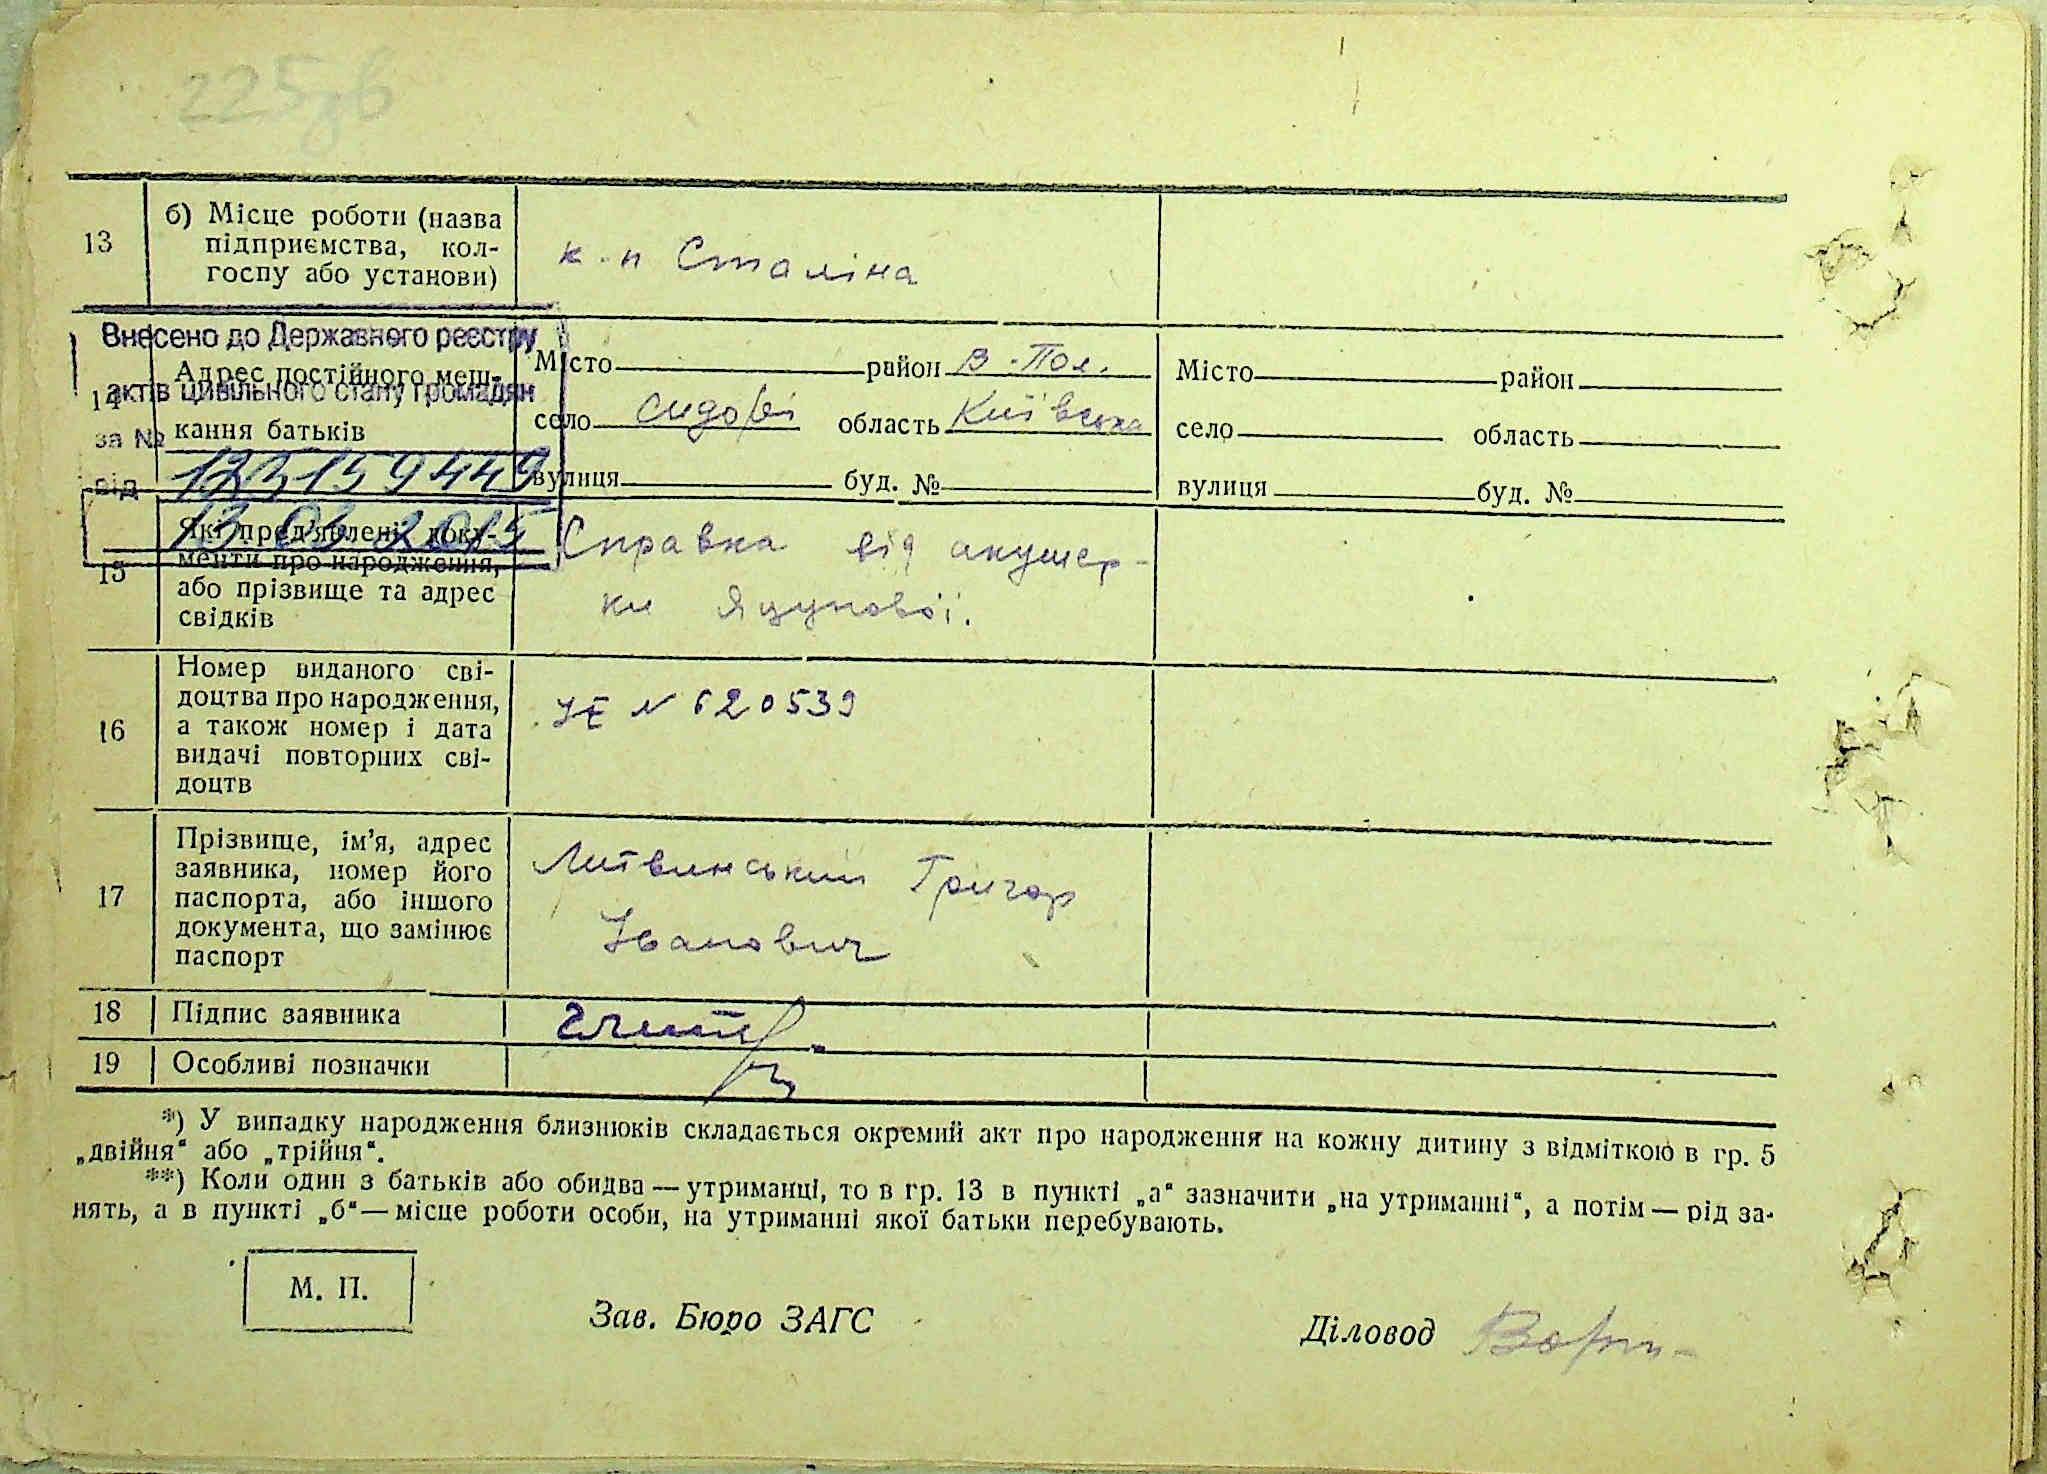 225зв
13
б) Місце роботи (назва
підприємства, кол-
госпу або установи)
к-п Сталіна
Внесено до Державного реєстру
актів цивільного стану громадян
за №
123159449
від
13 03 2015
14
Адрес постійного меш-
кання батьків
Місто район В-Пол.
село Сидорі область Київська
вулиця буд. №
Місто район
село область
вулиця буд. №
15
Які пред'явлені доку-
менти про народження,
або прізвище та адрес
свідків
Справка від акушер-
ки Яцунової.
16
Номер виданого сві-
доцтва про народження,
а також номер і дата
видачі повторних сві-
доцтв
ІЕ N 620539
17
Прізвище, ім'я, адрес
заявника, номер його
паспорта, або іншого
документа, що замінює
паспорт
Литвинський Григор
Іванович
18
Підпис заявника
19
Особливі позначки
*) У випадку народження близнюків складається окремий акт про народження на кожну дитину з відміткою в гр. 5
„двійня“ або „трійня“.
**) Коли один з батьків або обидва — утриманці, то в гр. 13 в пункті „а“ зазначити „на утриманні“, а потім — рід за-
нять, а в пункті „б“ — місце роботи особи, на утриманні якої батьки перебувають.
М. П.
Зав. Бюро ЗАГС
Діловод